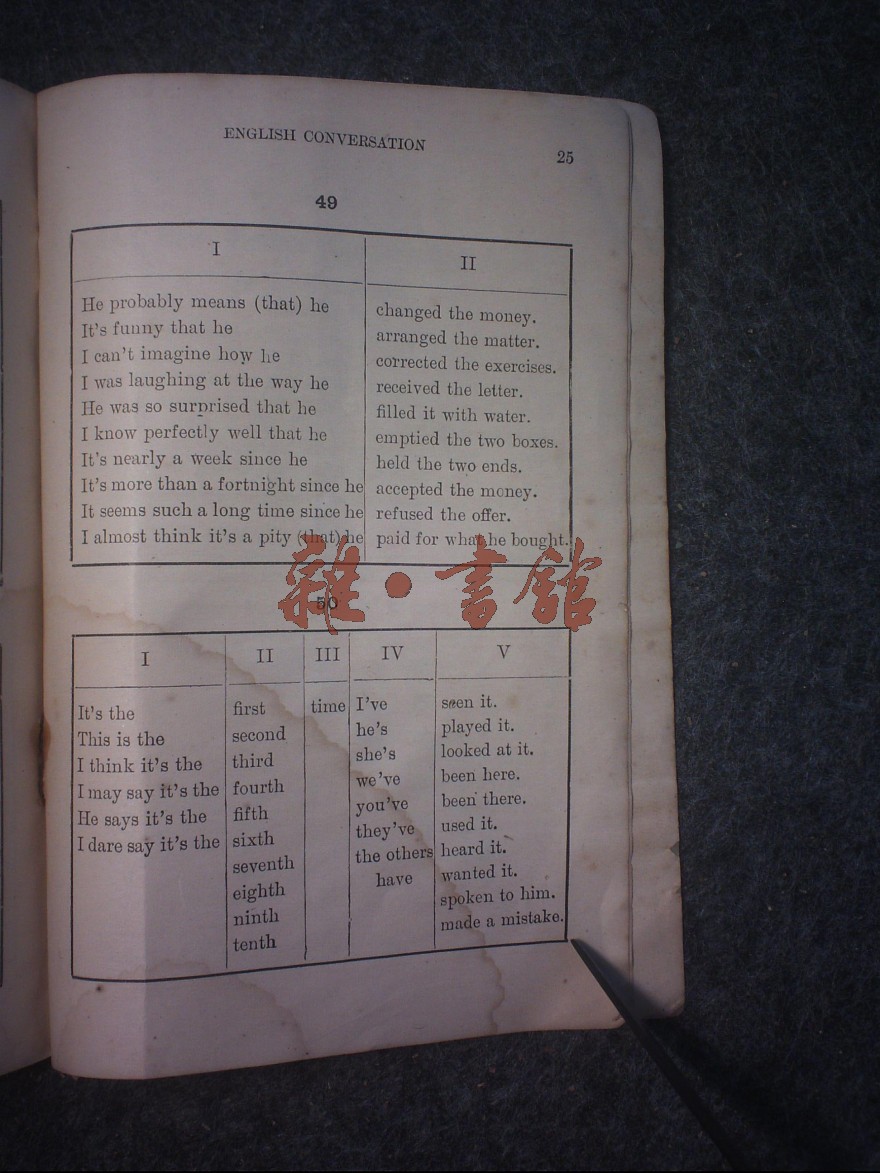 ENGLISH CONVERSATION 25
49
I II
He probably means (that) he changed the money.
It's funny that he arranged the matter.
I can't imagine how he corrected the exercises.
I was laughing at the way he received the letter.
He was so surprised that he filled it with water.
I know perfectly well that he emptied the two boxes.
It's nearly a week since he held the two ends.
It's more than a fortnight since he accepted the money.
It seems such a long time since he refused the offer.
I almost think it's a pity (that) he paid for what he bought.
雜·書館
50
I II III IV V
It's the first time I've seen it.
This is the second he's played it.
I think it's the third she's looked at it.
I may say it's the fourth we've been here.
He says it's the fifth you've been there.
I dare say it's the sixth they've used it.
seventh the others heard it.
eighth have wanted it.
ninth spoken to him.
tenth made a mistake.